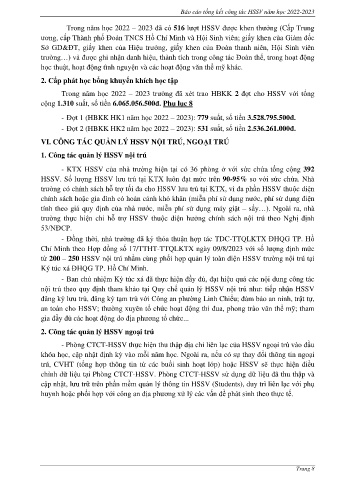 Báo cáo tổng kết công tác HSSV năm học 2022-2023
Trong năm học 2022 – 2023 đã có 516 lượt HSSV được khen thưởng (Cấp Trung
ương, cấp Thành phố Đoàn TNCS Hồ Chí Minh và Hội Sinh viên; giấy khen của Giám đốc
Sở GD&ĐT, giấy khen của Hiệu trưởng, giấy khen của Đoàn thanh niên, Hội Sinh viên
trường…) và được ghi nhận danh hiệu, thành tích trong công tác Đoàn thể, trong hoạt động
học thuật, hoạt động tình nguyện và các hoạt động văn thể mỹ khác.
2. Cấp phát học bổng khuyến khích học tập
Trong năm học 2022 – 2023 trường đã xét trao HBKK 2 đợt cho HSSV với tổng
cộng 1.310 suất, số tiền 6.065.056.500đ. Phụ lục 8
- Đợt 1 (HBKK HK1 năm học 2022 – 2023): 779 suất, số tiền 3.528.795.500đ.
- Đợt 2 (HBKK HK2 năm học 2022 – 2023): 531 suất, số tiền 2.536.261.000đ.
VI. CÔNG TÁC QUẢN LÝ HSSV NỘI TRÚ, NGOẠI TRÚ
1. Công tác quản lý HSSV nội trú
- KTX HSSV của nhà trường hiện tại có 36 phòng ở với sức chứa tổng cộng 392
HSSV. Số lượng HSSV lưu trú tại KTX luôn đạt mức trên 90-95% so với sức chứa. Nhà
trường có chính sách hỗ trợ tối đa cho HSSV lưu trú tại KTX, vì đa phần HSSV thuộc diện
chính sách hoặc gia đình có hoàn cảnh khó khăn (miễn phí sử dụng nước, phí sử dụng điện
tính theo giá quy định của nhà nước, miễn phí sử dụng máy giặt – sấy…). Ngoài ra, nhà
trường thực hiện chi hỗ trợ HSSV thuộc diện hưởng chính sách nội trú theo Nghị định
53/NĐCP.
- Đồng thời, nhà trường đã ký thỏa thuận hợp tác TDC-TTQLKTX ĐHQG TP. Hồ
Chí Minh theo Hợp đồng số 17/TTHT-TTQLKTX ngày 09/8/2023 với số lượng định mức
từ 200 – 250 HSSV nội trú nhằm cùng phối hợp quản lý toàn diện HSSV trường nội trú tại
Ký túc xá ĐHQG TP. Hồ Chí Minh.
- Ban chủ nhiệm Ký túc xá đã thực hiện đầy đủ, đạt hiệu quả các nội dung công tác
nội trú theo quy định tham khảo tại Quy chế quản lý HSSV nội trú như: tiếp nhận HSSV
đăng ký lưu trú, đăng ký tạm trú với Công an phường Linh Chiểu; đảm bảo an ninh, trật tự,
an toàn cho HSSV; thường xuyên tổ chức hoạt động thi đua, phong trào văn thể mỹ; tham
gia đầy đủ các hoạt động do địa phương tổ chức...
2. Công tác quản lý HSSV ngoại trú
- Phòng CTCT-HSSV thực hiện thu thập địa chỉ liên lạc của HSSV ngoại trú vào đầu
khóa học, cập nhật định kỳ vào mỗi năm học. Ngoài ra, nếu có sự thay đổi thông tin ngoại
trú, CVHT (tổng hợp thông tin từ các buổi sinh hoạt lớp) hoặc HSSV sẽ thực hiện điều
chỉnh dữ liệu tại Phòng CTCT-HSSV. Phòng CTCT-HSSV sử dụng dữ liệu đã thu thập và
cập nhật, lưu trữ trên phần mềm quản lý thông tin HSSV (Students), duy trì liên lạc với phụ
huynh hoặc phối hợp với công an địa phương xử lý các vấn đề phát sinh theo thực tế.
Trang 8